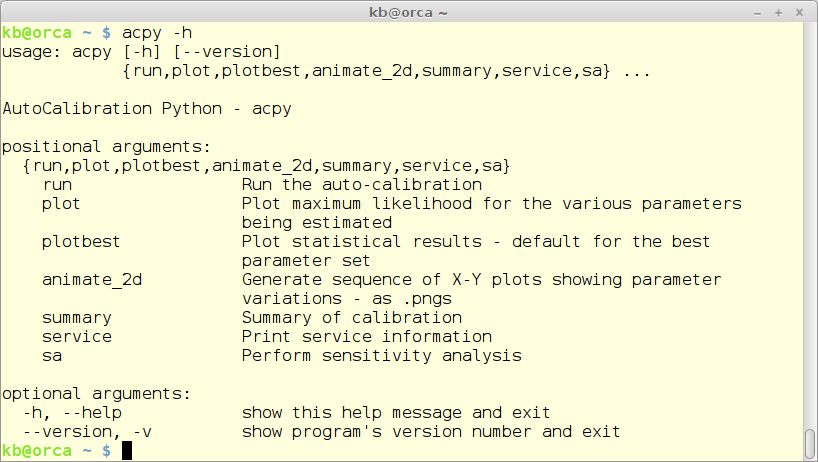 kb@orca ~
kb@orca ~ $ acpy -h
usage: acpy [-h] [--version]
            {run,plot,plotbest,animate_2d,summary,service,sa} ...

AutoCalibration Python - acpy

positional arguments:
  {run,plot,plotbest,animate_2d,summary,service,sa}
    run                 Run the auto-calibration
    plot                Plot maximum likelihood for the various parameters
                        being estimated
    plotbest            Plot statistical results - default for the best
                        parameter set
    animate_2d          Generate sequence of X-Y plots showing parameter
                        variations - as .pngs
    summary             Summary of calibration
    service             Print service information
    sa                  Perform sensitivity analysis

optional arguments:
  -h, --help            show this help message and exit
  --version, -v         show program's version number and exit
kb@orca ~ $